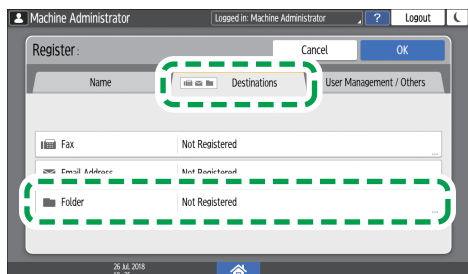 Machine Administrator
Logged in: Machine Administrator
?
Logout
Register :
Cancel
OK
Name
Destinations
User Management / Others
Fax
Not Registered
...
Email Address
Not Registered
Folder
Not Registered
...
26 Jul. 2018